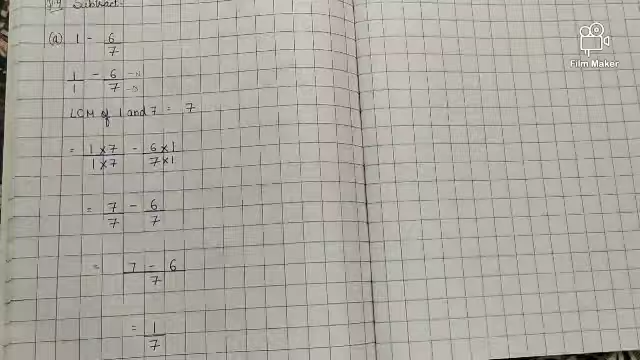 Subtract.
(a) 1 - 6/7
1/1 - 6/7 → N → D
LCM of 1 and 7 = 7
= 1×7/1×7 - 6×1/7×1
= 7/7 - 6/7
= 7 - 6/7
= 1/7
Film Maker